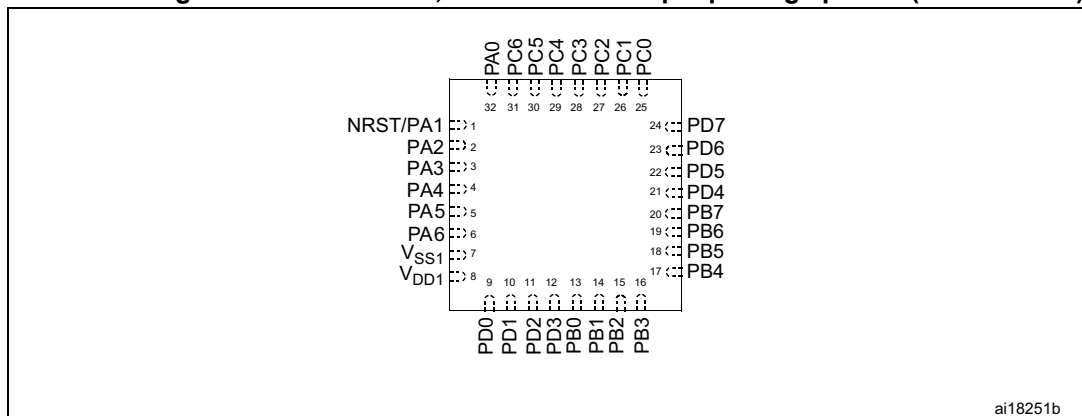 PA0 PC6 PC5 PC4 PC3 PC2 PC1 PC0
32 31 30 29 28 27 26 25
NRST/PA1 1 24 PD7
PA2 2 23 PD6
PA3 3 22 PD5
PA4 4 21 PD4
PA5 5 20 PB7
PA6 6 19 PB6
VSS1 7 18 PB5
VDD1 8 17 PB4
9 10 11 12 13 14 15 16
PD0 PD1 PD2 PD3 PB0 PB1 PB2 PB3
ai18251b